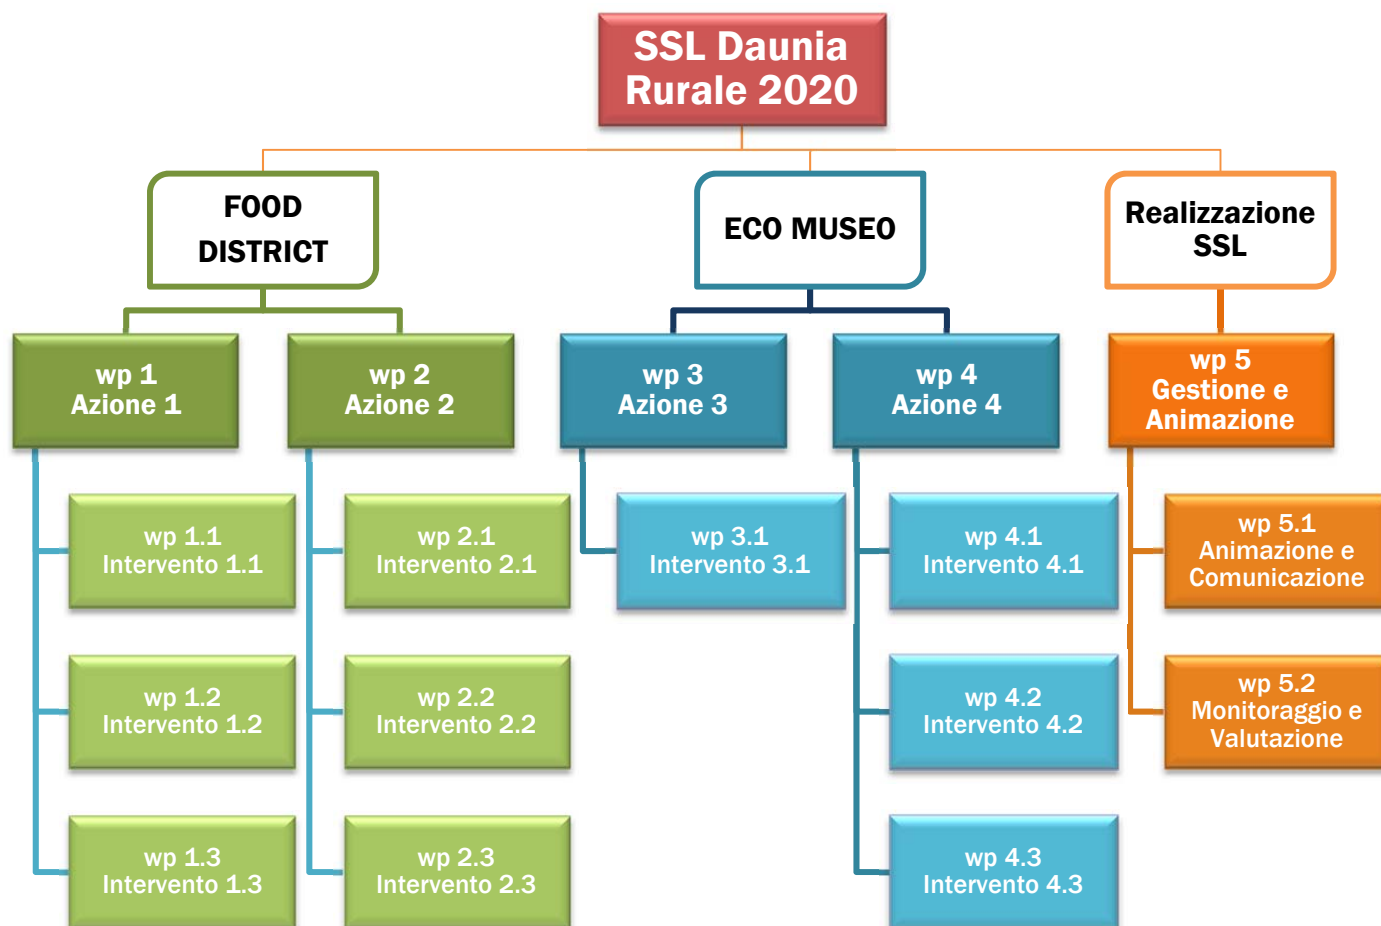 SSL Daunia
Rurale 2020
FOOD
DISTRICT
ECO MUSEO
Realizzazione
SSL
wp 1
Azione 1
wp 2
Azione 2
wp 3
Azione 3
wp 4
Azione 4
wp 5
Gestione e
Animazione
wp 1.1
Intervento 1.1
wp 2.1
Intervento 2.1
wp 3.1
Intervento 3.1
wp 4.1
Intervento 4.1
wp 5.1
Animazione e
Comunicazione
wp 1.2
Intervento 1.2
wp 2.2
Intervento 2.2
wp 4.2
Intervento 4.2
wp 5.2
Monitoraggio e
Valutazione
wp 1.3
Intervento 1.3
wp 2.3
Intervento 2.3
wp 4.3
Intervento 4.3